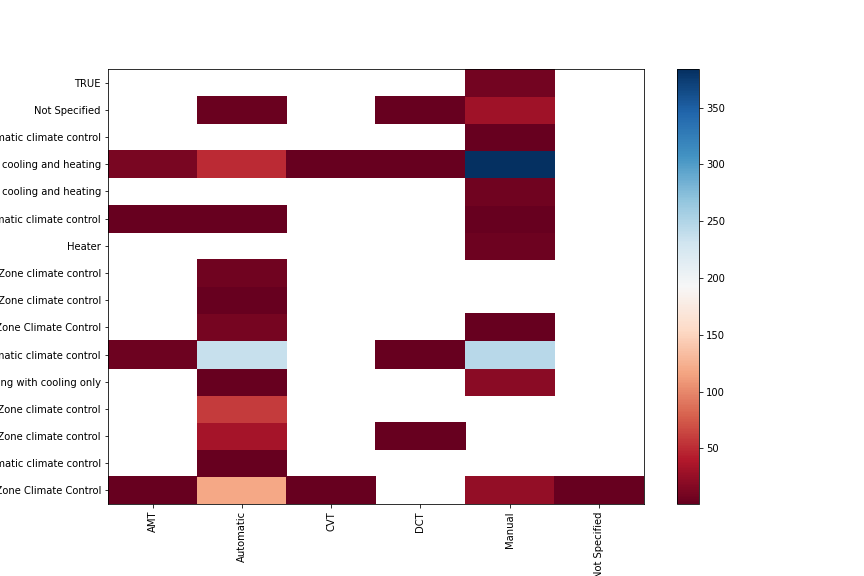 TRUE
Not Specified
matic climate control
cooling and heating
cooling and heating
matic climate control
Heater
Zone climate control
Zone climate control
Zone Climate Control
matic climate control
ng with cooling only
Zone climate control
Zone climate control
matic climate control
Zone Climate Control
AMT
Automatic
CVT
DCT
Manual
Not Specified
350
300
250
200
150
100
50